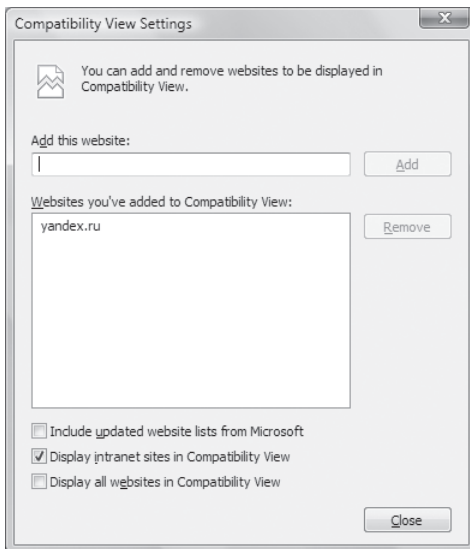 Compatibility View Settings
You can add and remove websites to be displayed in
Compatibility View.
Add this website:
Add
Websites you've added to Compatibility View:
yandex.ru
Remove
Include updated website lists from Microsoft
Display intranet sites in Compatibility View
Display all websites in Compatibility View
Close